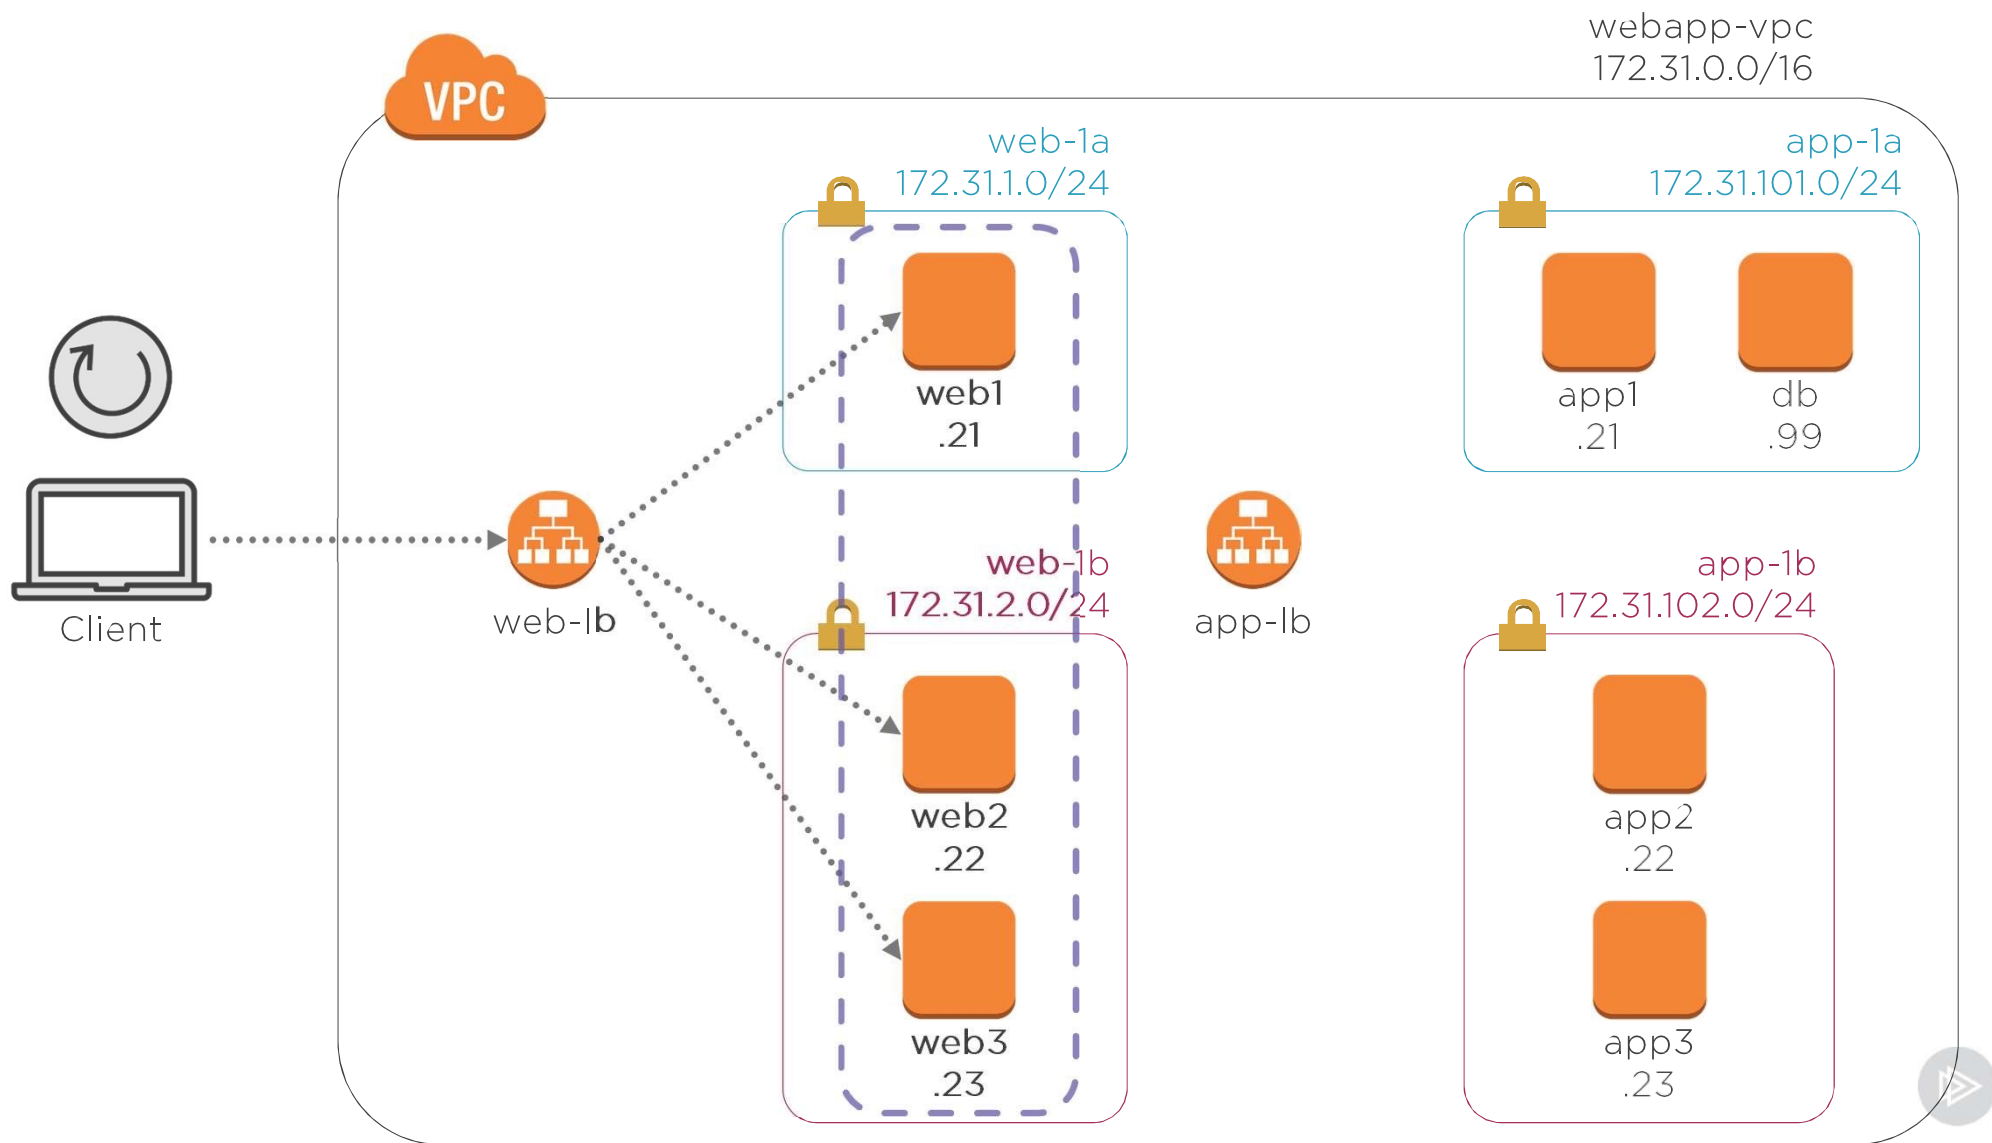 webapp-vpc
172.31.0.0/16
VPC
web-1a
172.31.1.0/24
app-1a
172.31.101.0/24
web1
.21
app1
.21
db
.99
web-1b
172.31.2.0/24
app-1b
172.31.102.0/24
Client
web-lb
app-lb
web2
.22
app2
.22
web3
.23
app3
.23